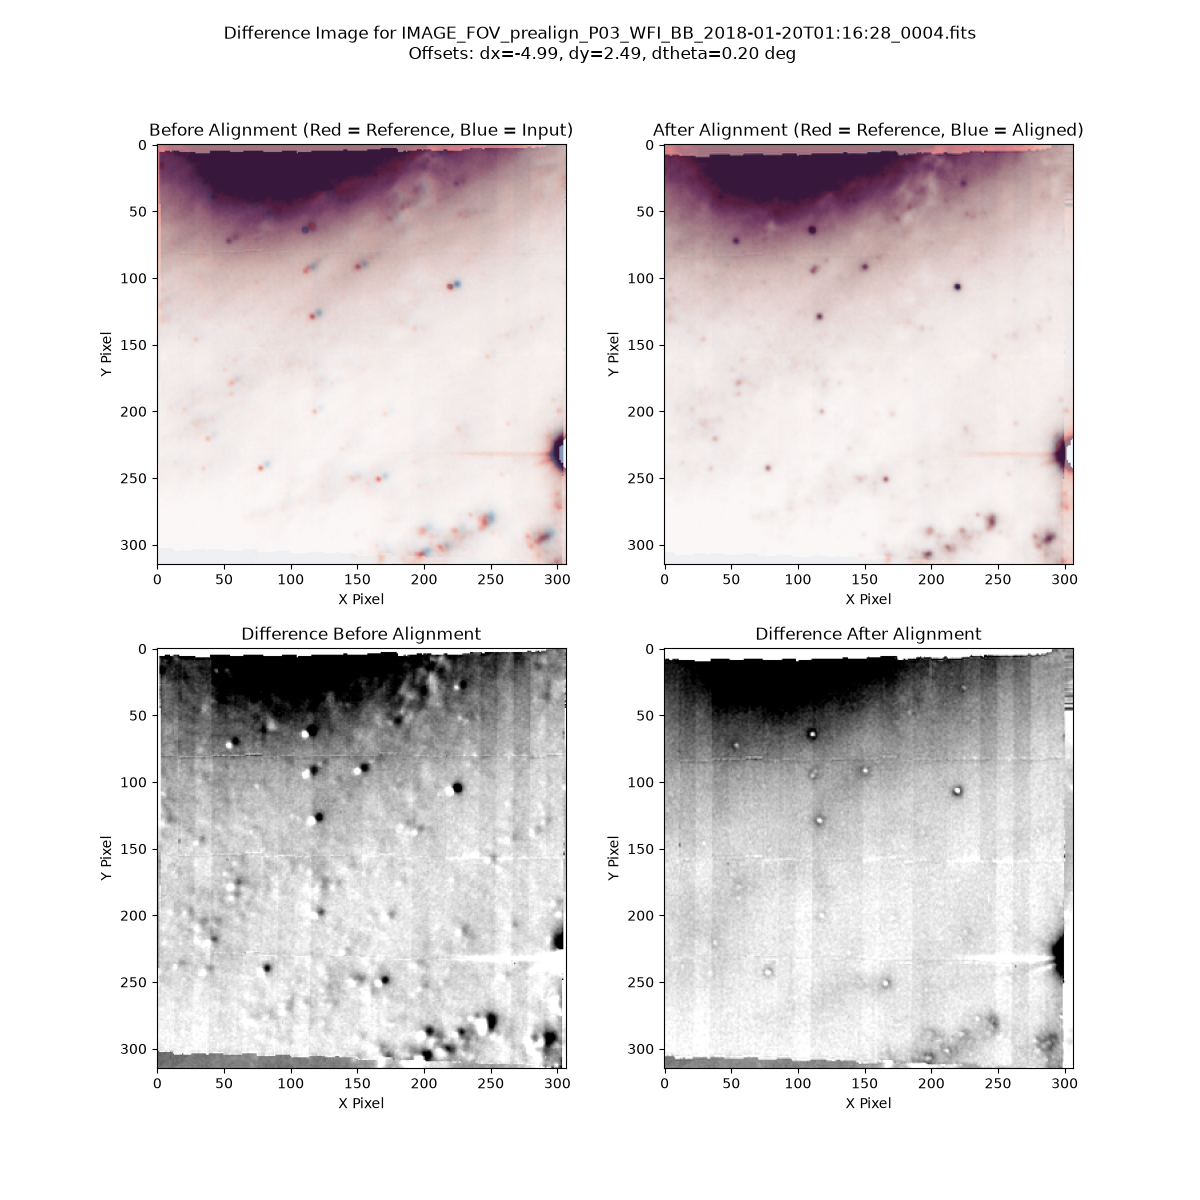 Difference Image for IMAGE_FOV_prealign_P03_WFI_BB_2018-01-20T01:16:28_0004.fits
Offsets: dx=-4.99, dy=2.49, dtheta=0.20 deg
Before Alignment (Red = Reference, Blue = Input)
0
50
100
150
200
250
300
Y Pixel
0 50 100 150 200 250 300
X Pixel
After Alignment (Red = Reference, Blue = Aligned)
0
50
100
150
200
250
300
Y Pixel
0 50 100 150 200 250 300
X Pixel
Difference Before Alignment
0
50
100
150
200
250
300
Y Pixel
0 50 100 150 200 250 300
X Pixel
Difference After Alignment
0
50
100
150
200
250
300
Y Pixel
0 50 100 150 200 250 300
X Pixel